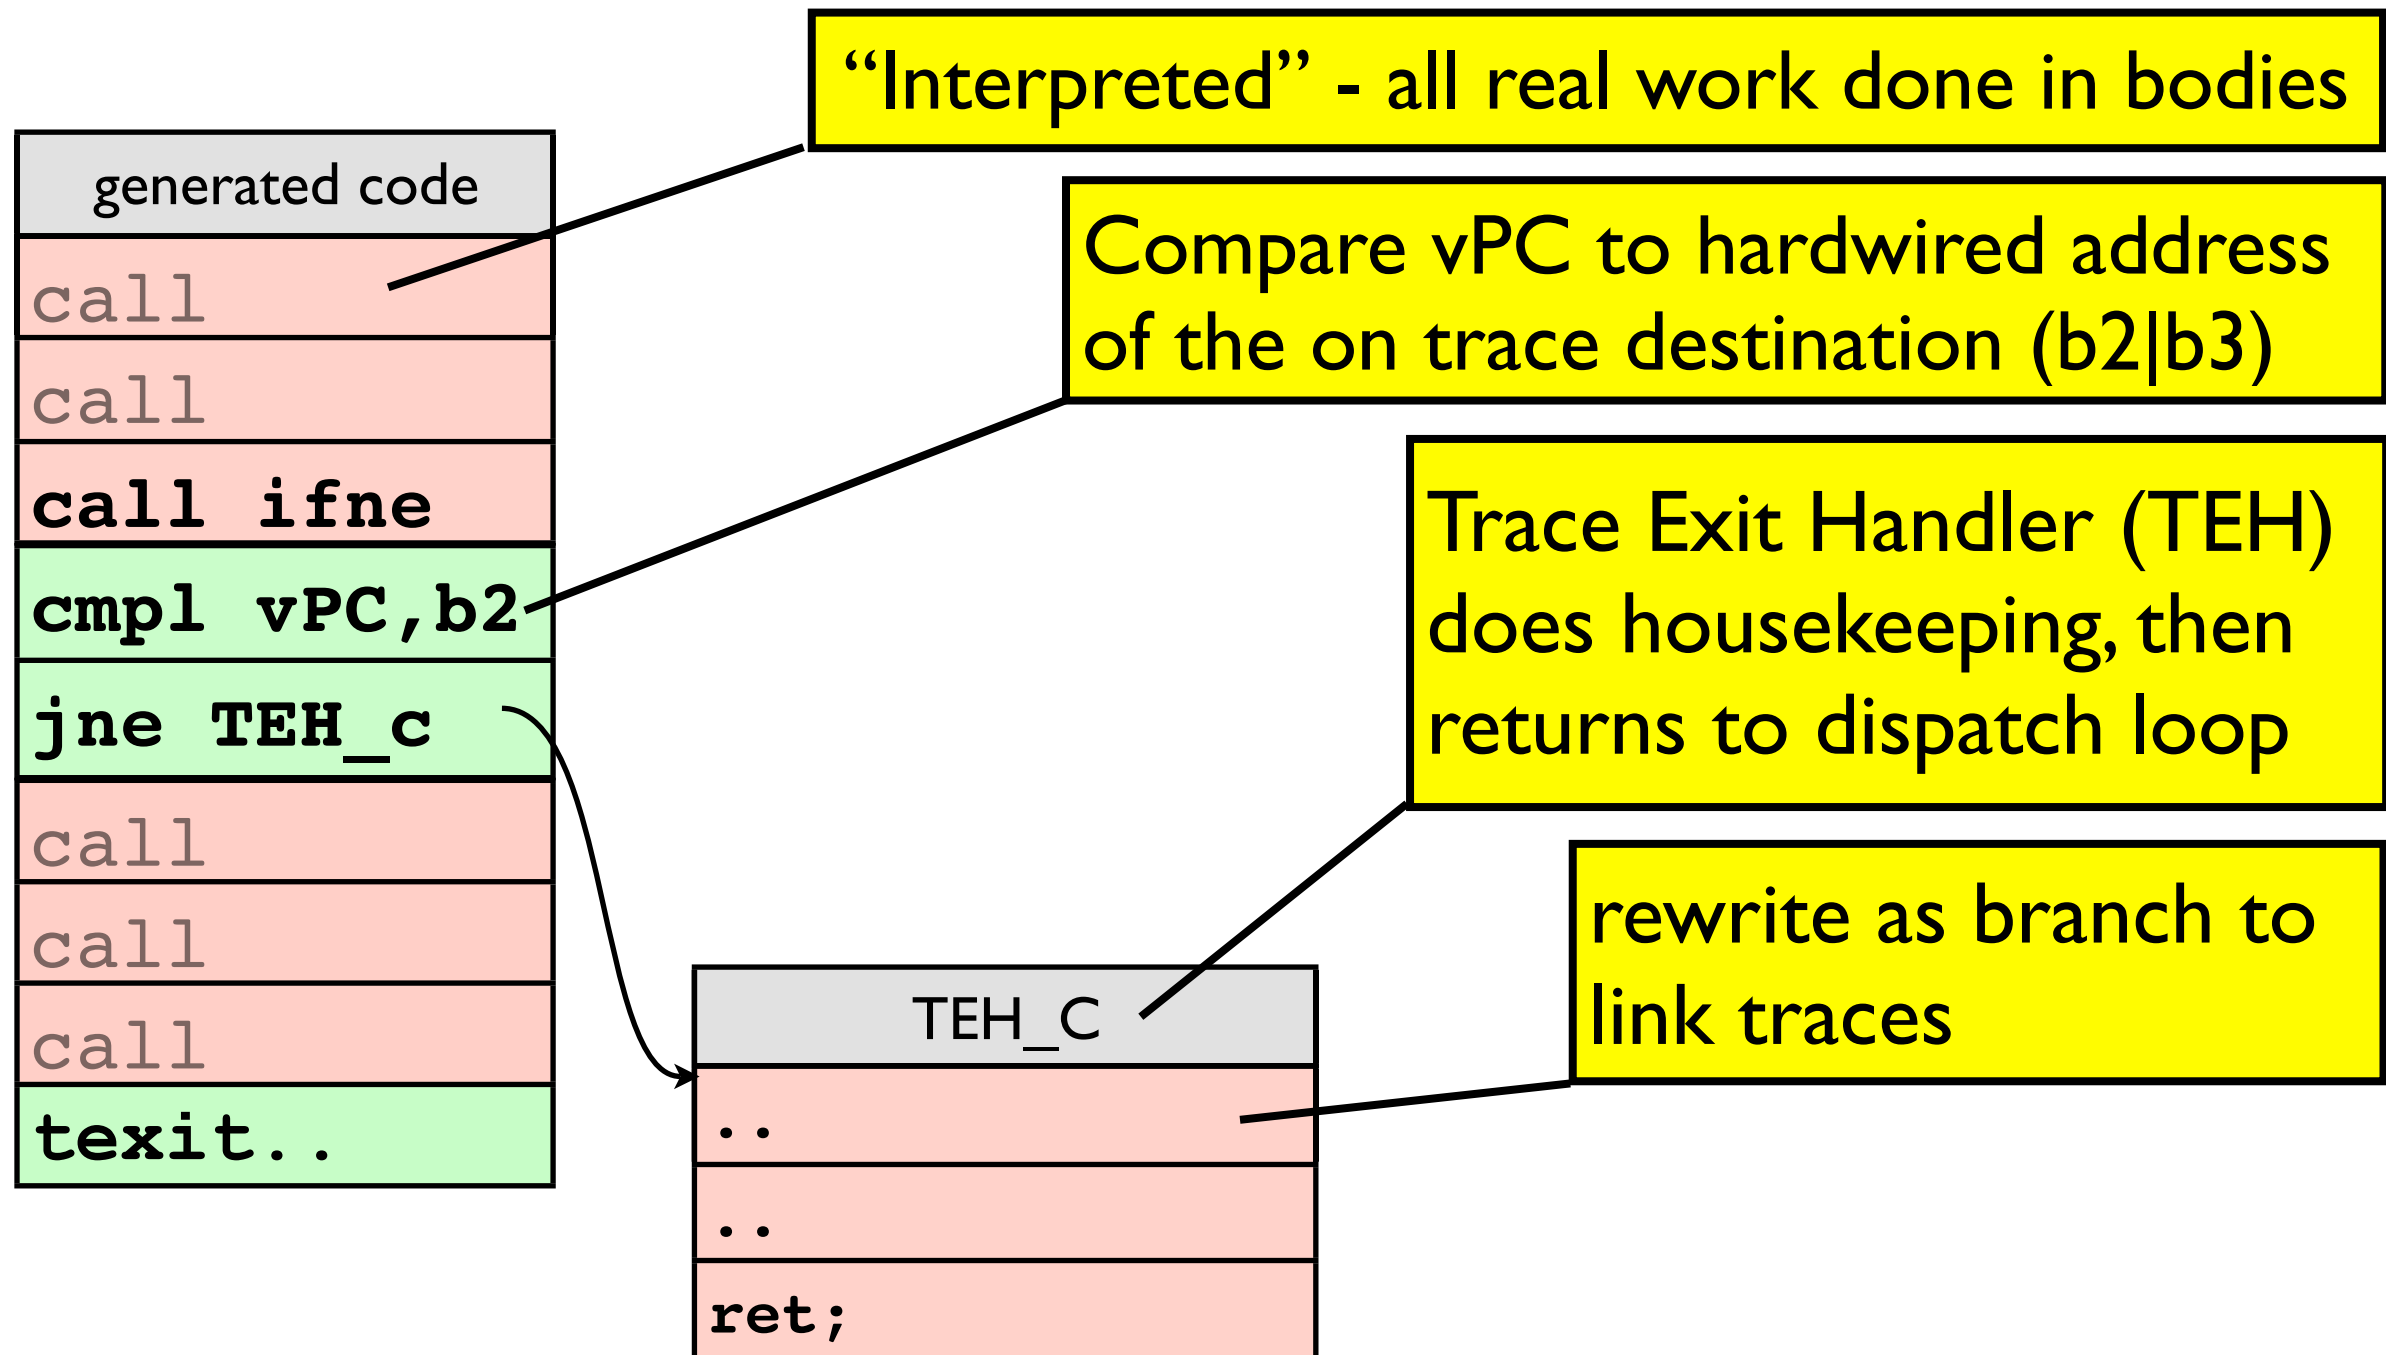 “Interpreted” - all real work done in bodies
generated code
call
call
call ifne
cmpl vPC,b2
jne TEH_c
call
call
call
texit..
Compare vPC to hardwired address
of the on trace destination (b2|b3)
Trace Exit Handler (TEH)
does housekeeping, then
returns to dispatch loop
rewrite as branch to
link traces
TEH_C
..
..
ret;